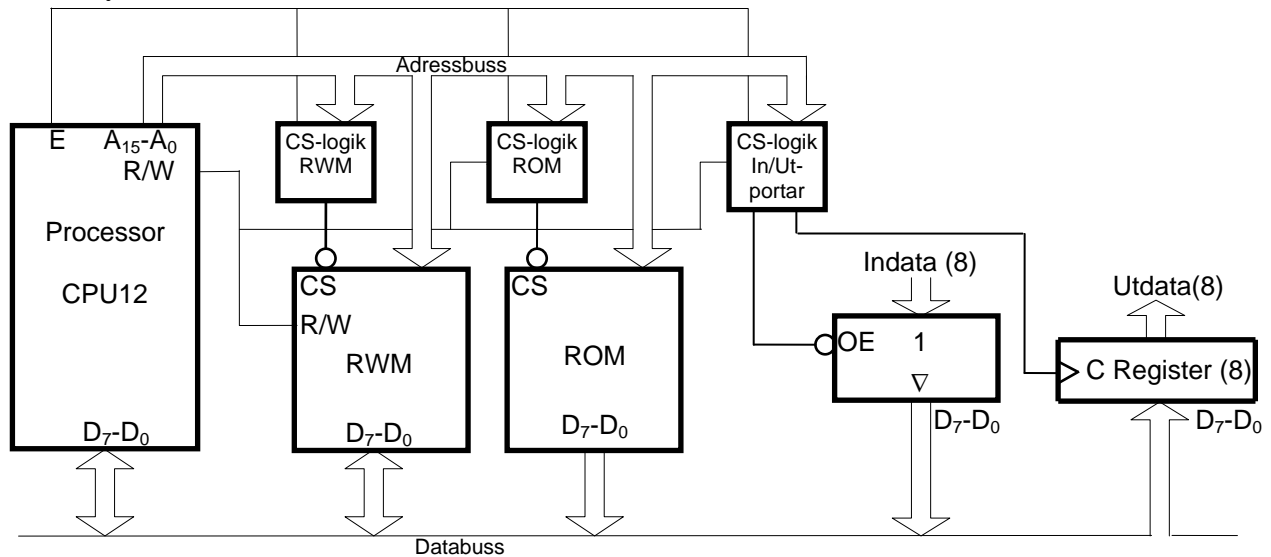 Adressbuss
E A₁₅-A₀
R/W
Processor
CPU12
CS-logik
RWM
CS-logik
ROM
CS-logik
In/Ut-
portar
CS
R/W
RWM
D₇-D₀
CS
ROM
D₇-D₀
Indata (8)
OE 1
∇
D₇-D₀
Utdata(8)
C Register (8)
D₇-D₀
D₇-D₀
Databuss